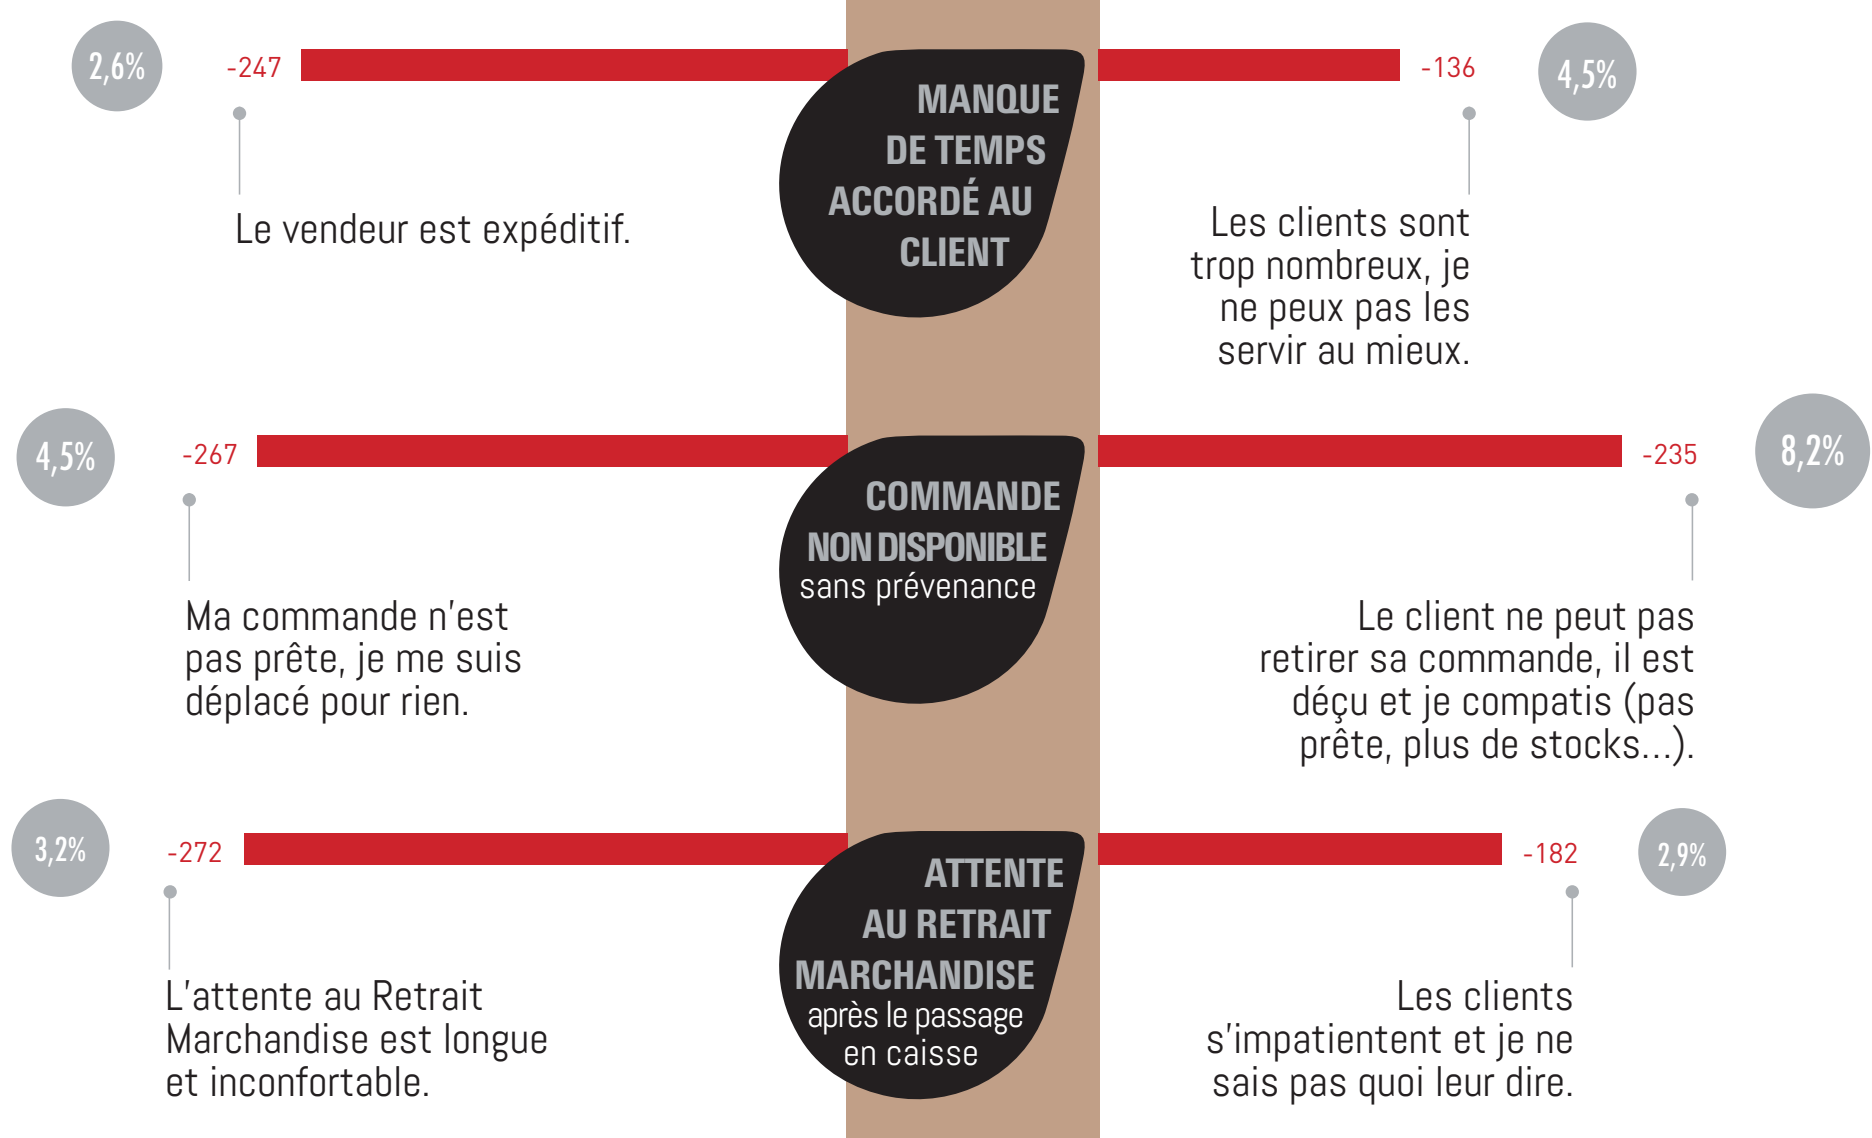 2,6%
-247
Le vendeur est expéditif.
MANQUE
DE TEMPS
ACCORDÉ AU
CLIENT
-136
4,5%
Les clients sont
trop nombreux, je
ne peux pas les
servir au mieux.
4,5%
-267
Ma commande n'est
pas prête, je me suis
déplacé pour rien.
COMMANDE
NON DISPONIBLE
sans prévenance
-235
8,2%
Le client ne peut pas
retirer sa commande, il est
déçu et je compatis (pas
prête, plus de stocks...).
3,2%
-272
L'attente au Retrait
Marchandise est longue
et inconfortable.
ATTENTE
AU RETRAIT
MARCHANDISE
après le passage
en caisse
-182
2,9%
Les clients
s'impatientent et je ne
sais pas quoi leur dire.